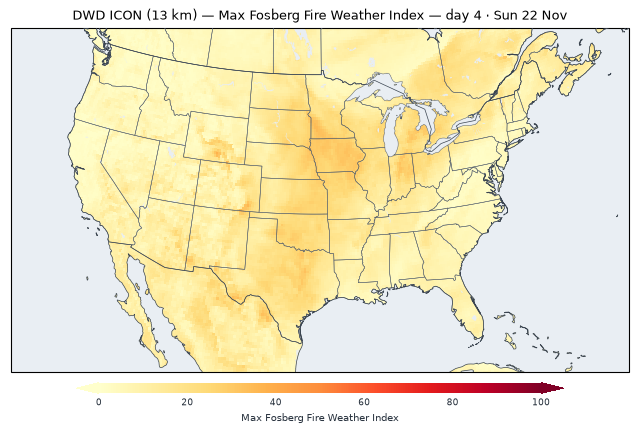 DWD ICON (13 km) — Max Fosberg Fire Weather Index — day 4 · Sun 22 Nov
0 20 40 60 80 100
Max Fosberg Fire Weather Index